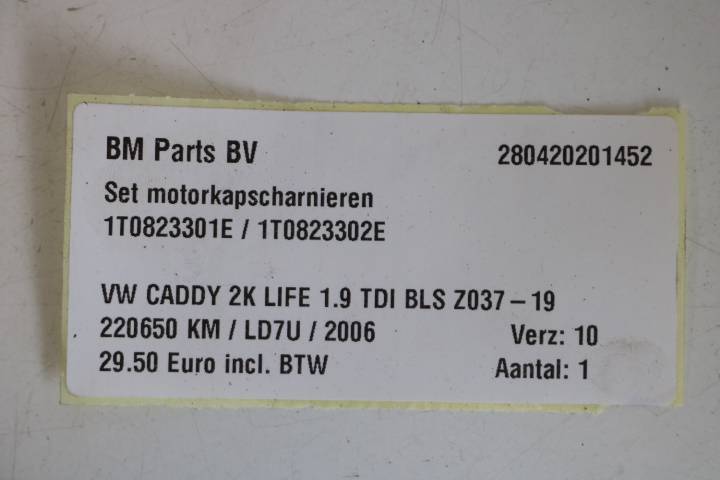 BM Parts BV 280420201452
Set motorkapscharnieren
1T0823301E / 1T0823302E
VW CADDY 2K LIFE 1.9 TDI BLS Z037 – 19
220650 KM / LD7U / 2006 Verz: 10
29.50 Euro incl. BTW Aantal: 1